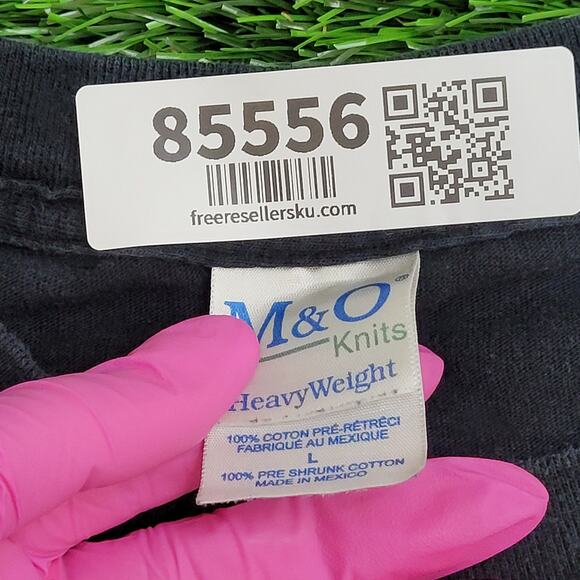 85556
freeresellersku.com
M&O®
Knits
HeavyWeight
100% COTON PRÉ-RÉTRÉCI
FABRIQUÉ AU MEXIQUE
L
100% PRE SHRUNK COTTON
MADE IN MEXICO